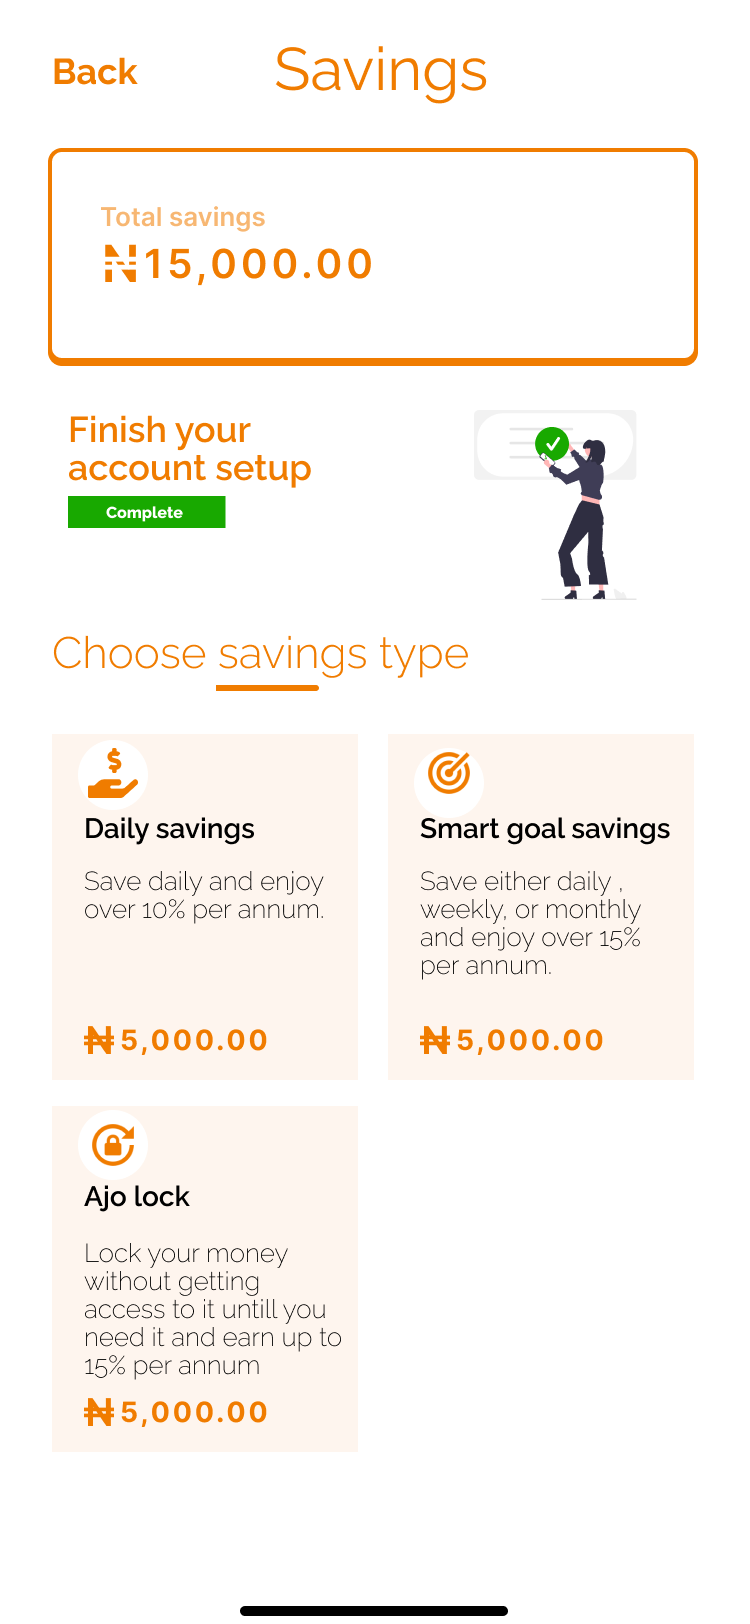 Back
Savings
Total savings
₦15,000.00
Finish your
account setup
Complete
Choose savings type
$
Daily savings
Save daily and enjoy
over 10% per annum.
₦5,000.00
Smart goal savings
Save either daily ,
weekly, or monthly
and enjoy over 15%
per annum.
₦5,000.00
Ajo lock
Lock your money
without getting
access to it untill you
need it and earn up to
15% per annum
₦5,000.00